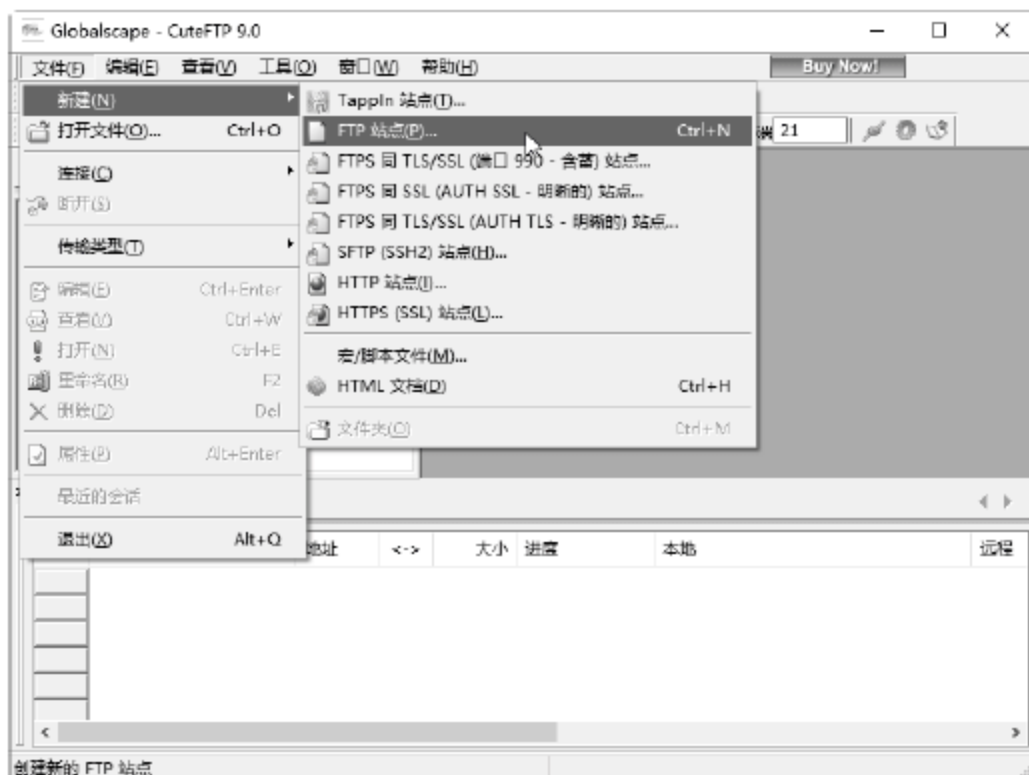 Globalscape - CuteFTP 9.0
文件(F) 编辑(E) 查看(V) 工具(O) 窗口(W) 帮助(H) Buy Now!
新建(N)
打开文件(O)... Ctrl+O
连接(C)
断开(S)
传输类型(T)
编辑(E) Ctrl+Enter
查看(V) Ctrl+W
打开(N) Ctrl+E
重命名(R) F2
删除(D) Del
属性(P) Alt+Enter
最近的会话
退出(X) Alt+Q
TappIn 站点(T)...
FTP 站点(P)... Ctrl+N
FTPS 同 TLS/SSL (端口 990 - 含蓄) 站点...
FTPS 同 SSL (AUTH SSL - 明晰的) 站点...
FTPS 同 TLS/SSL (AUTH TLS - 明晰的) 站点...
SFTP (SSH2) 站点(H)...
HTTP 站点(I)...
HTTPS (SSL) 站点(L)...
宏/脚本文件(M)...
HTML 文档(D) Ctrl+H
文件夹(O) Ctrl+M
21
地址 <-> 大小 进度 本地 远程
创建新的 FTP 站点